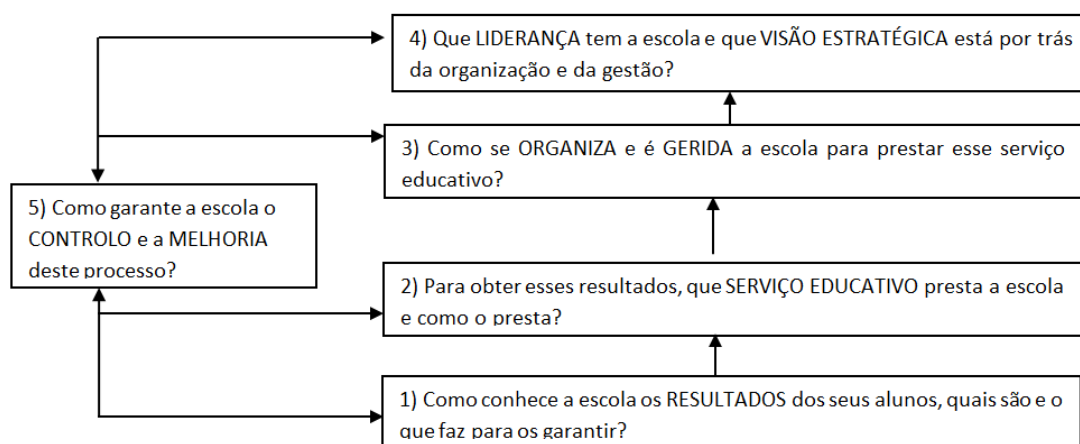 4) Que LIDERANÇA tem a escola e que VISÃO ESTRATÉGICA está por trás
da organização e da gestão?
3) Como se ORGANIZA e é GERIDA a escola para prestar esse serviço
educativo?
5) Como garante a escola o
CONTROLO e a MELHORIA
deste processo?
2) Para obter esses resultados, que SERVIÇO EDUCATIVO presta a escola
e como o presta?
1) Como conhece a escola os RESULTADOS dos seus alunos, quais são e o
que faz para os garantir?